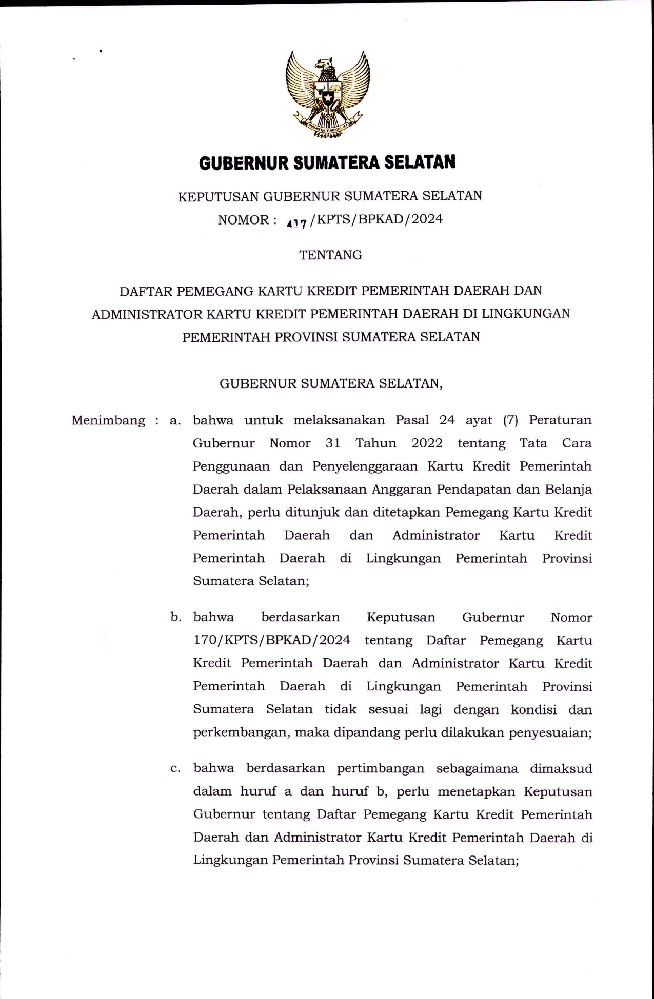 BHINNEKA TUNGGAL IKA
GUBERNUR SUMATERA SELATAN
KEPUTUSAN GUBERNUR SUMATERA SELATAN
NOMOR : 417/KPTS/BPKAD/2024
TENTANG
DAFTAR PEMEGANG KARTU KREDIT PEMERINTAH DAERAH DAN
ADMINISTRATOR KARTU KREDIT PEMERINTAH DAERAH DI LINGKUNGAN
PEMERINTAH PROVINSI SUMATERA SELATAN
GUBERNUR SUMATERA SELATAN,
Menimbang : a. bahwa untuk melaksanakan Pasal 24 ayat (7) Peraturan
Gubernur Nomor 31 Tahun 2022 tentang Tata Cara
Penggunaan dan Penyelenggaraan Kartu Kredit Pemerintah
Daerah dalam Pelaksanaan Anggaran Pendapatan dan Belanja
Daerah, perlu ditunjuk dan ditetapkan Pemegang Kartu Kredit
Pemerintah Daerah dan Administrator Kartu Kredit
Pemerintah Daerah di Lingkungan Pemerintah Provinsi
Sumatera Selatan;
b. bahwa berdasarkan Keputusan Gubernur Nomor
170/KPTS/BPKAD/2024 tentang Daftar Pemegang Kartu
Kredit Pemerintah Daerah dan Administrator Kartu Kredit
Pemerintah Daerah di Lingkungan Pemerintah Provinsi
Sumatera Selatan tidak sesuai lagi dengan kondisi dan
perkembangan, maka dipandang perlu dilakukan penyesuaian;
c. bahwa berdasarkan pertimbangan sebagaimana dimaksud
dalam huruf a dan huruf b, perlu menetapkan Keputusan
Gubernur tentang Daftar Pemegang Kartu Kredit Pemerintah
Daerah dan Administrator Kartu Kredit Pemerintah Daerah di
Lingkungan Pemerintah Provinsi Sumatera Selatan;